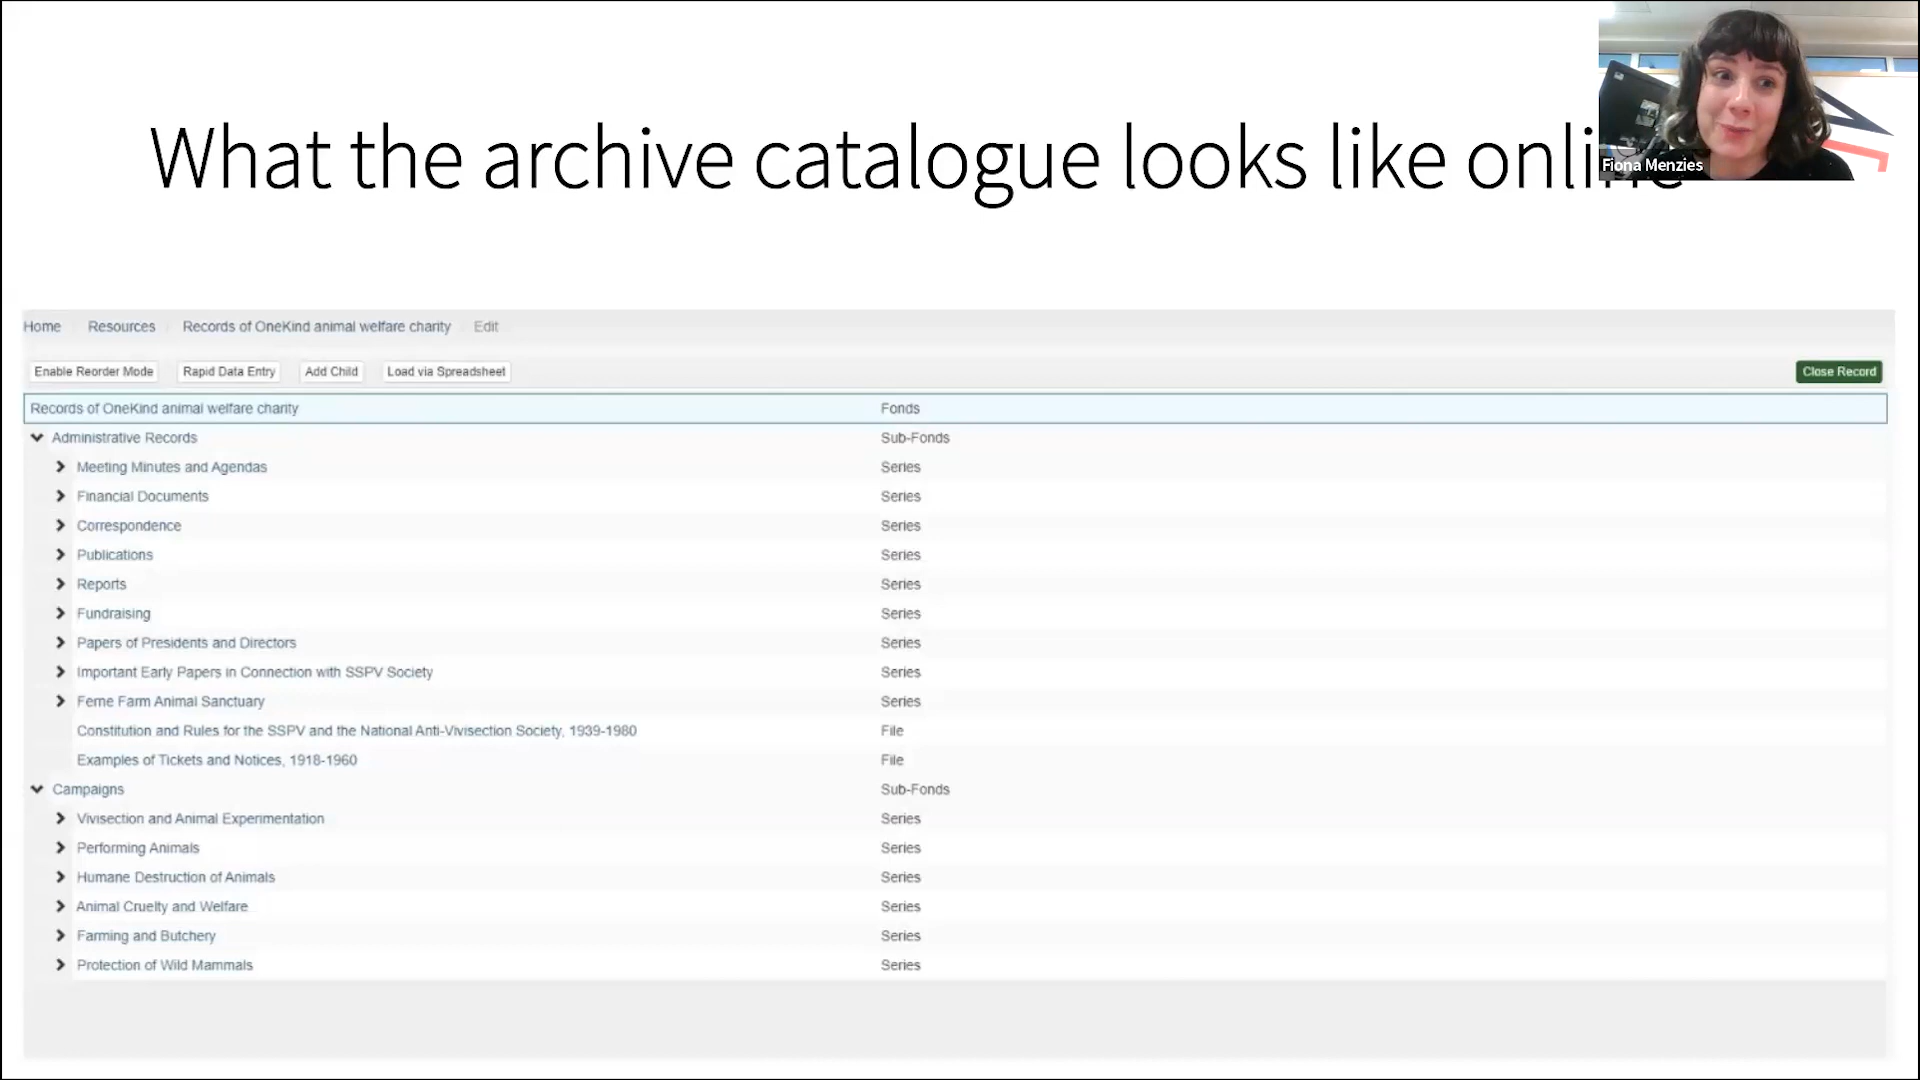 What the archive catalogue looks like online
Fiona Menzies
Home Resources Records of OneKind animal welfare charity Edit
Enable Reorder Mode Rapid Data Entry Add Child Load via Spreadsheet Close Record
Records of OneKind animal welfare charity Fonds
Administrative Records Sub-Fonds
Meeting Minutes and Agendas Series
Financial Documents Series
Correspondence Series
Publications Series
Reports Series
Fundraising Series
Papers of Presidents and Directors Series
Important Early Papers in Connection with SSPV Society Series
Ferne Farm Animal Sanctuary Series
Constitution and Rules for the SSPV and the National Anti-Vivisection Society, 1939-1980 File
Examples of Tickets and Notices, 1918-1960 File
Campaigns Sub-Fonds
Vivisection and Animal Experimentation Series
Performing Animals Series
Humane Destruction of Animals Series
Animal Cruelty and Welfare Series
Farming and Butchery Series
Protection of Wild Mammals Series